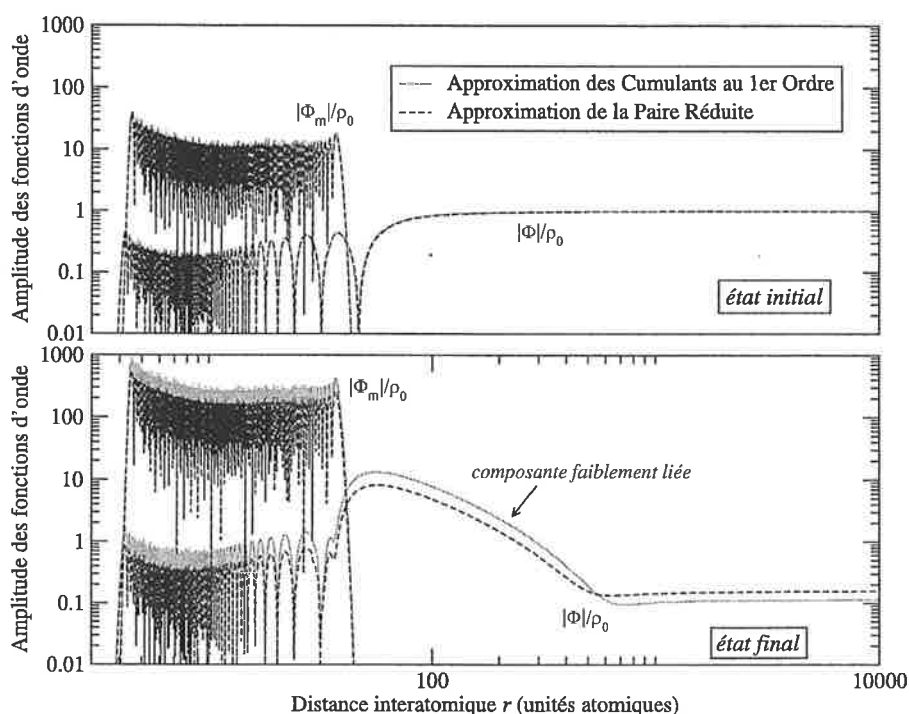 Amplitude des fonctions d'onde
1000
100
10
1
0.1
0.01
|Φm|/ρ0
Approximation des Cumulants au 1er Ordre
Approximation de la Paire Réduite
|Φ|/ρ0
état initial
Amplitude des fonctions d'onde
1000
100
10
1
0.1
0.01
|Φm|/ρ0
composante faiblement liée
|Φ|/ρ0
état final
100
10000
Distance interatomique r (unités atomiques)